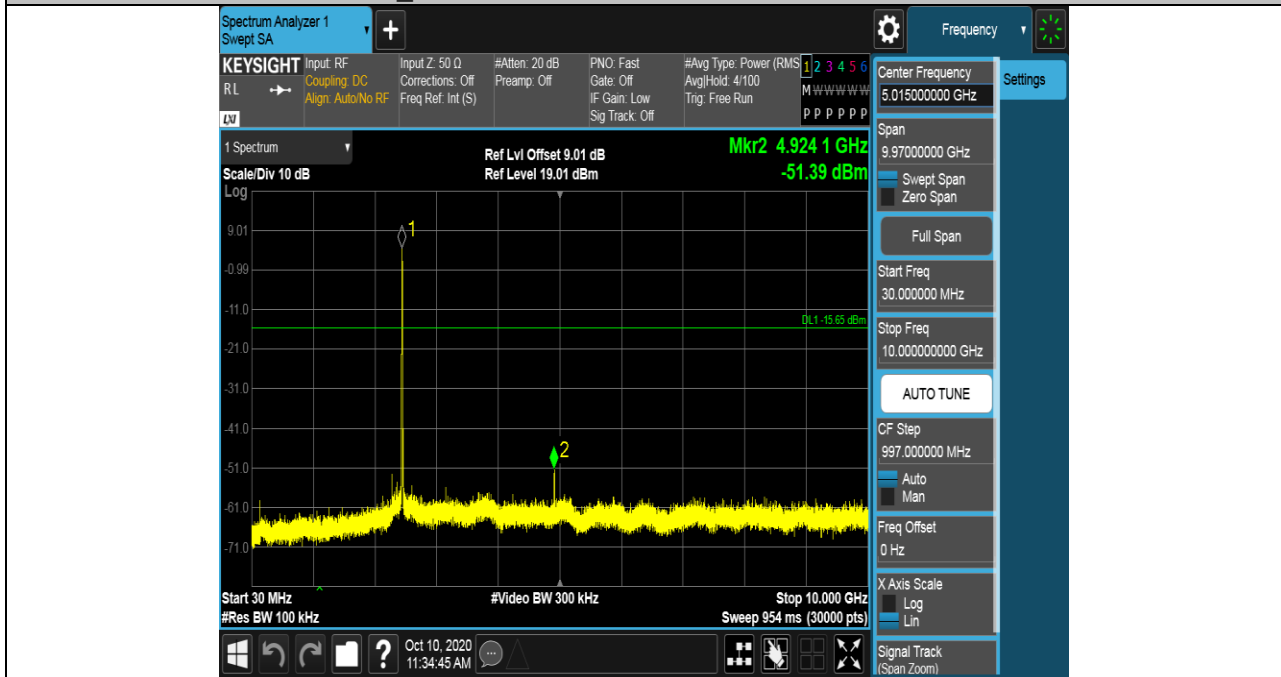 Spectrum Analyzer 1
Swept SA
+
Frequency
KEYSIGHT
RL
LXI
Input: RF
Coupling: DC
Align: Auto/No RF
Input Z: 50 Ω
Corrections: Off
Freq Ref: Int (S)
#Atten: 20 dB
Preamp: Off
PNO: Fast
Gate: Off
IF Gain: Low
Sig Track: Off
#Avg Type: Power (RMS
Avg|Hold: 4/100
Trig: Free Run
1 2 3 4 5 6
M W W W W W
P P P P P P
1 Spectrum
Scale/Div 10 dB
Log
Ref Lvl Offset 9.01 dB
Ref Level 19.01 dBm
Mkr2 4.924 1 GHz
-51.39 dBm
9.01
-0.99
-11.0
-21.0
-31.0
-41.0
-51.0
-61.0
-71.0
1
2
DL1 -15.65 dBm
Start 30 MHz
#Res BW 100 kHz
#Video BW 300 kHz
Stop 10.000 GHz
Sweep 954 ms (30000 pts)
Center Frequency
5.015000000 GHz
Settings
Span
9.97000000 GHz
Swept Span
Zero Span
Full Span
Start Freq
30.000000 MHz
Stop Freq
10.000000000 GHz
AUTO TUNE
CF Step
997.000000 MHz
Auto
Man
Freq Offset
0 Hz
X Axis Scale
Log
Lin
Signal Track
(Span Zoom)
?
Oct 10, 2020
11:34:45 AM